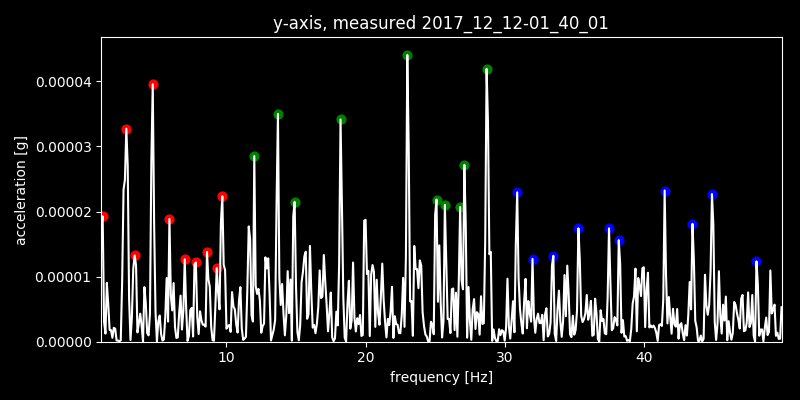 y-axis, measured 2017_12_12-01_40_01
0.00004
0.00003
0.00002
0.00001
0.00000
acceleration [g]
10 20 30 40
frequency [Hz]